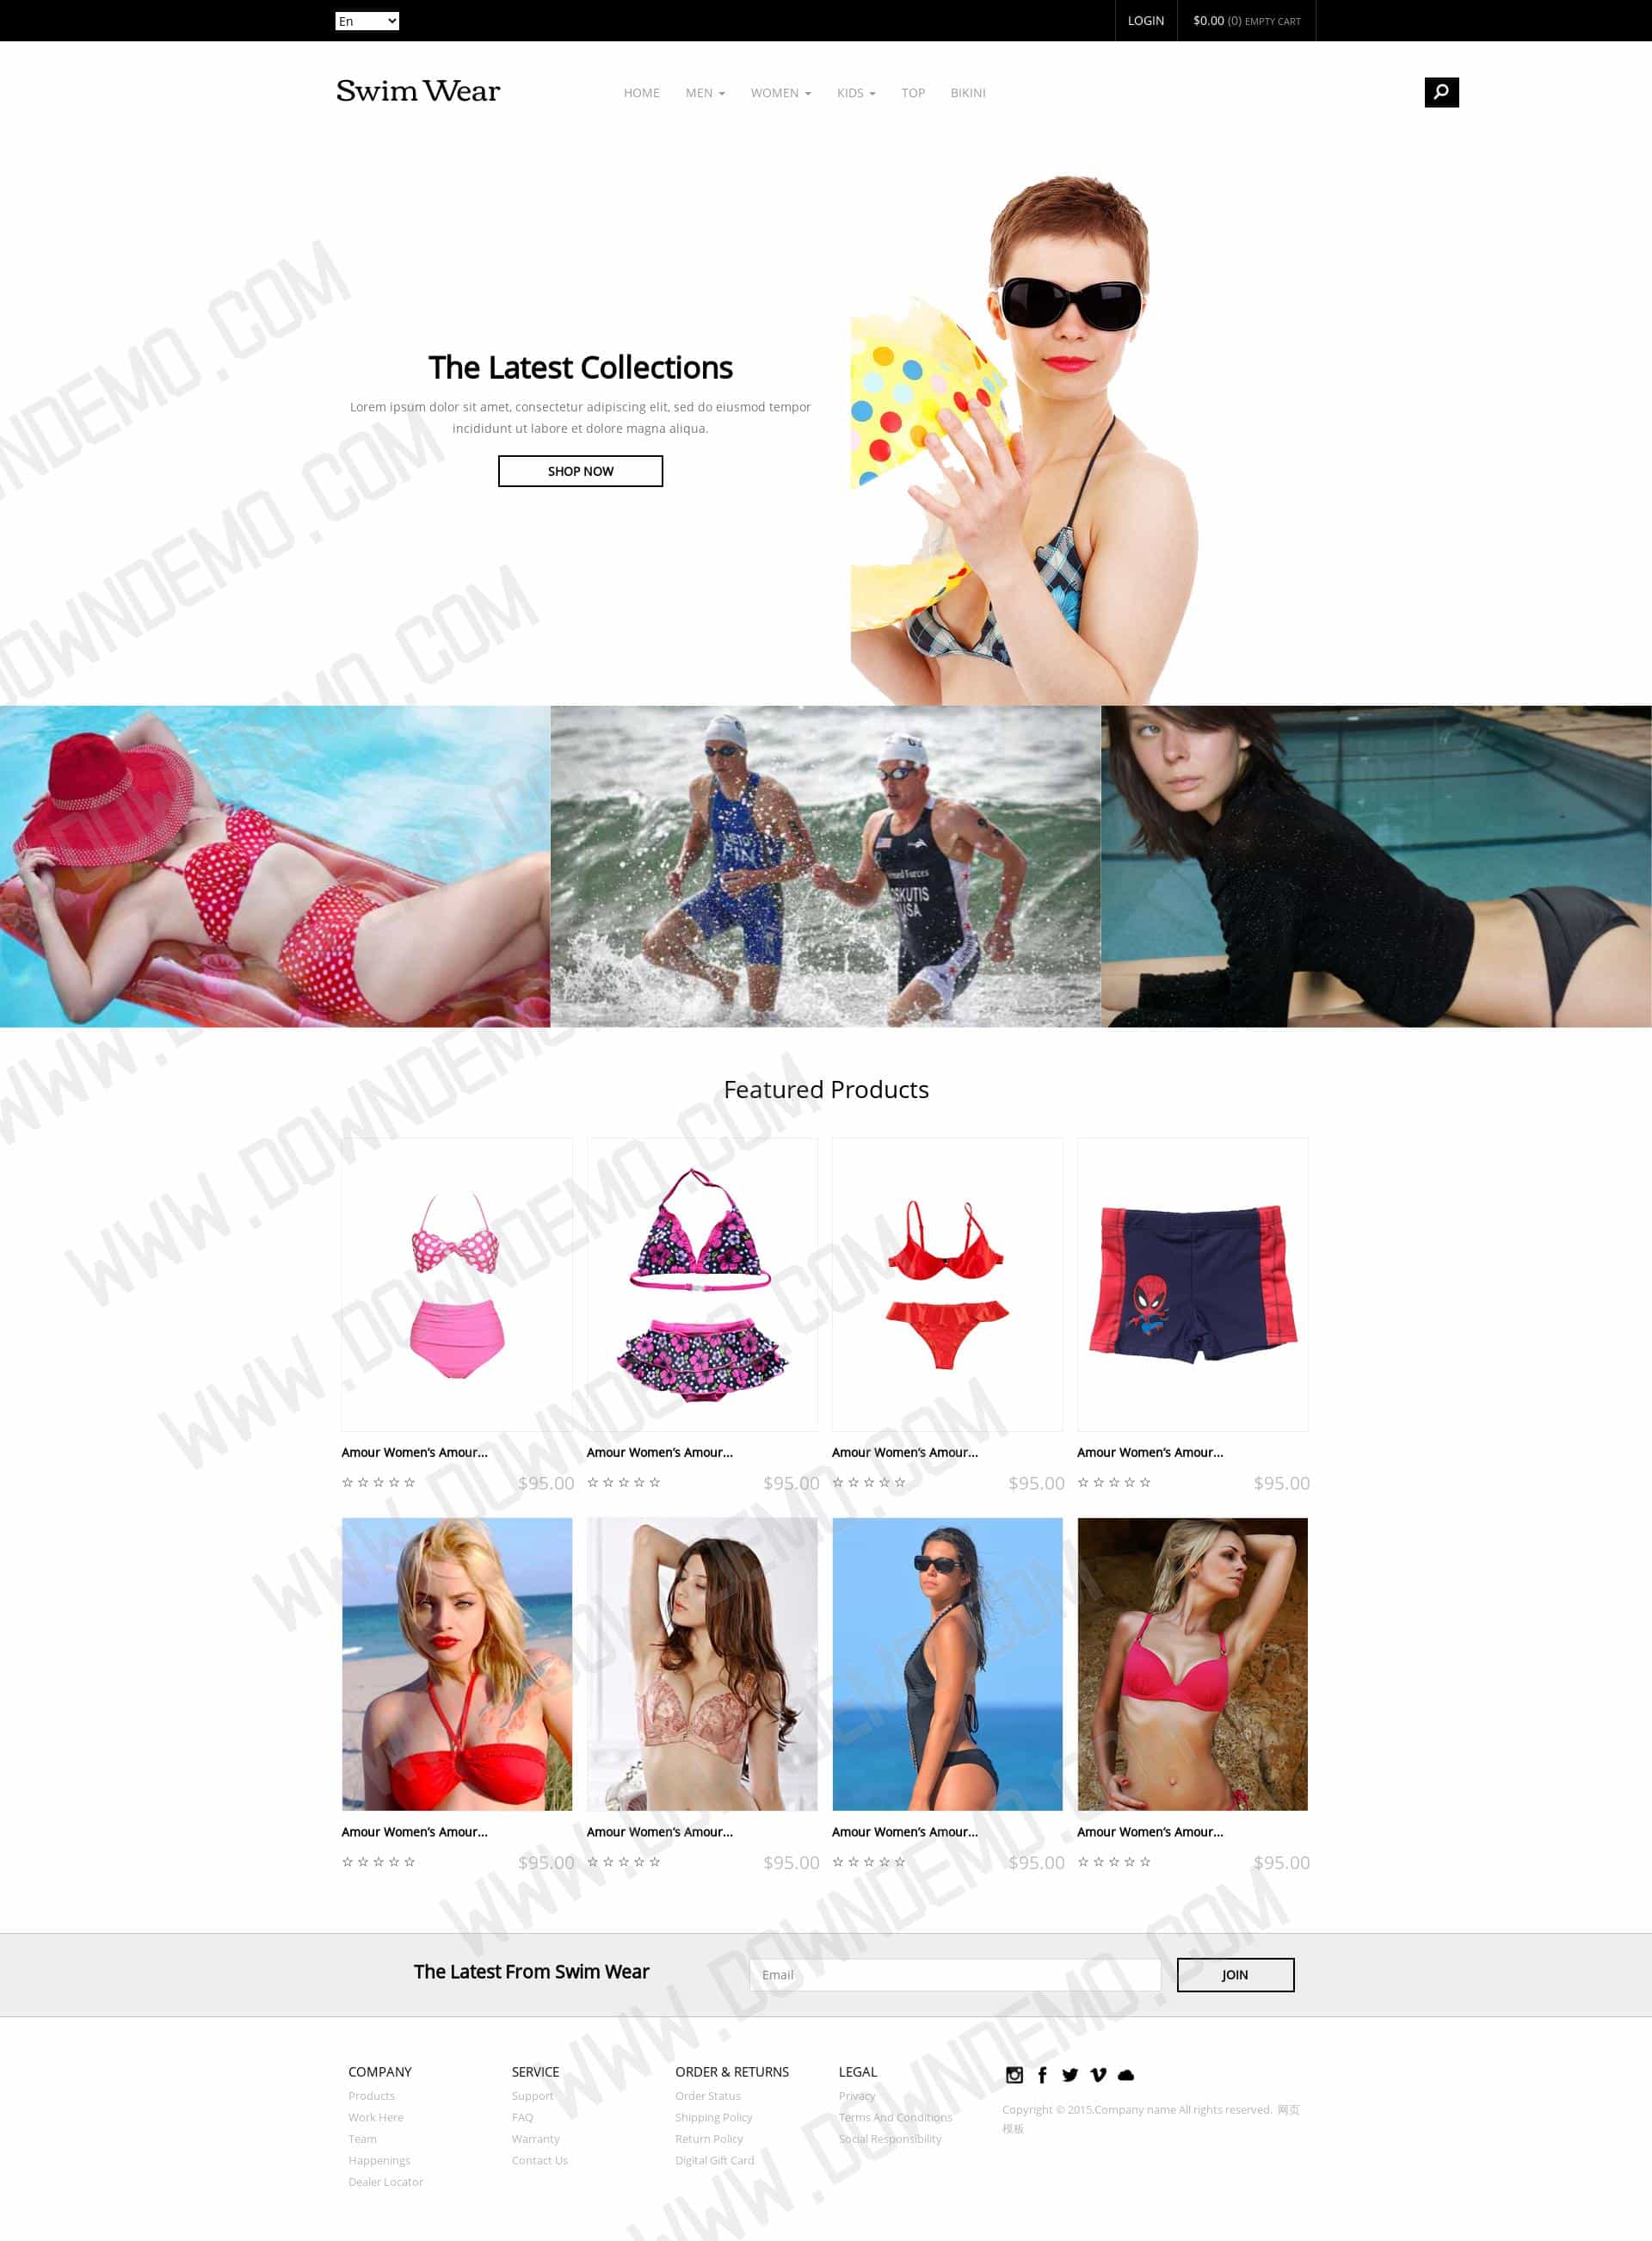 En
LOGIN
$0.00 (0) EMPTY CART
Swim Wear
HOME
MEN
WOMEN
KIDS
TOP
BIKINI
The Latest Collections
Lorem ipsum dolor sit amet, consectetur adipiscing elit, sed do eiusmod tempor
incididunt ut labore et dolore magna aliqua.
SHOP NOW
FIN
SKUTIS
USA
Featured Products
Amour Women's Amour...
Amour Women's Amour...
Amour Women's Amour...
Amour Women's Amour...
☆ ☆ ☆ ☆ ☆ $95.00
☆ ☆ ☆ ☆ ☆ $95.00
☆ ☆ ☆ ☆ ☆ $95.00
☆ ☆ ☆ ☆ ☆ $95.00
Amour Women's Amour...
Amour Women's Amour...
Amour Women's Amour...
Amour Women's Amour...
☆ ☆ ☆ ☆ ☆ $95.00
☆ ☆ ☆ ☆ ☆ $95.00
☆ ☆ ☆ ☆ ☆ $95.00
☆ ☆ ☆ ☆ ☆ $95.00
The Latest From Swim Wear
Email
JOIN
COMPANY
Products
Work Here
Team
Happenings
Dealer Locator
SERVICE
Support
FAQ
Warranty
Contact Us
ORDER & RETURNS
Order Status
Shipping Policy
Return Policy
Digital Gift Card
LEGAL
Privacy
Terms And Conditions
Social Responsibility
Copyright © 2015.Company name All rights reserved. 网页
模板
WWW.DOWNDEMO.COM